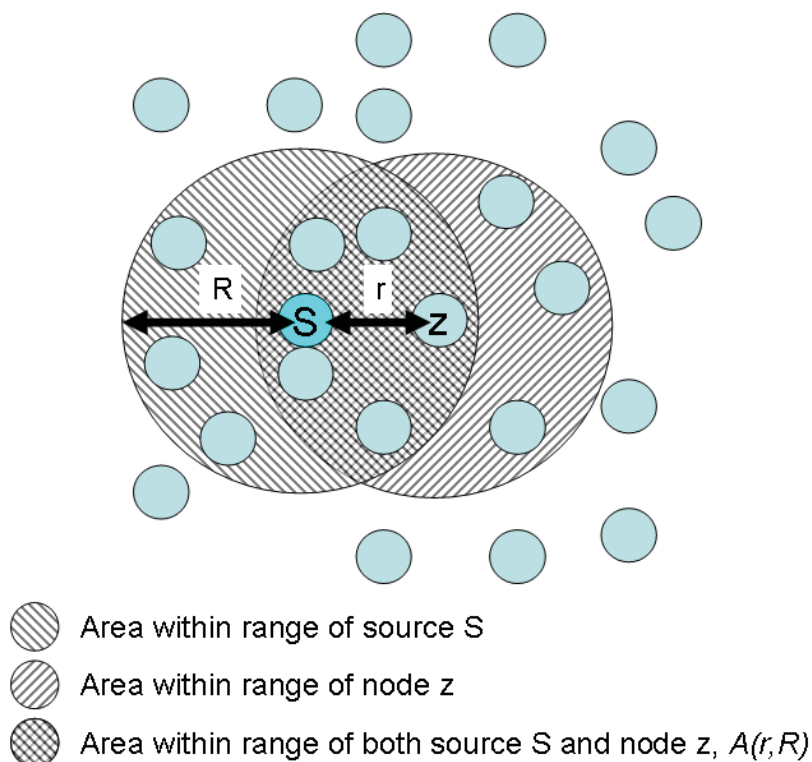 R
r
S
z
Area within range of source S
Area within range of node z
Area within range of both source S and node z, A(r,R)